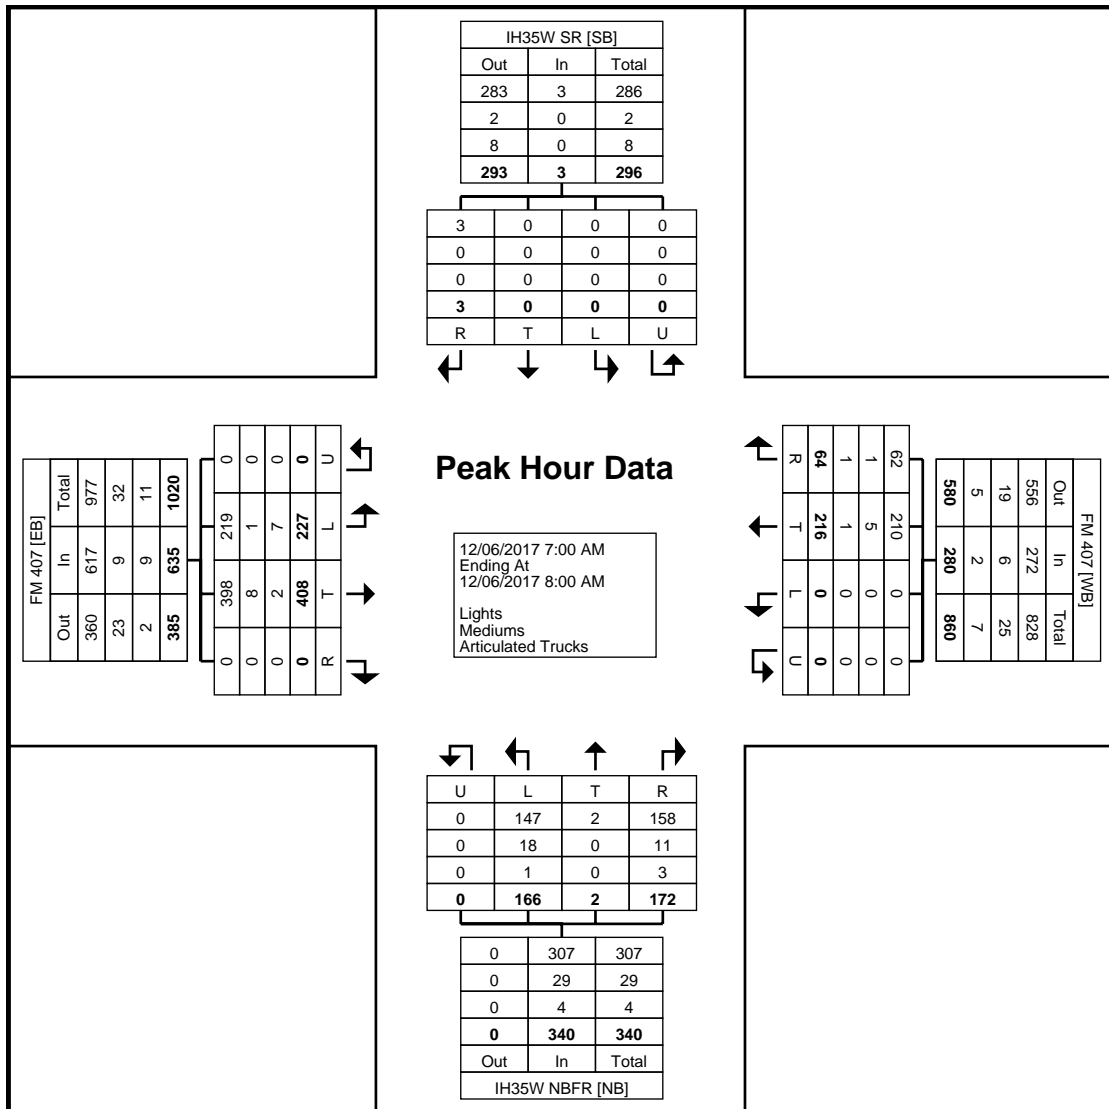 IH35W SR [SB]
Out In Total
283 3 286
2 0 2
8 0 8
293 3 296
3 0 0 0
0 0 0 0
0 0 0 0
3 0 0 0
R T L U
FM 407 [EB]
Total In Out
977 617 360
32 9 23
11 9 2
1020 635 385
0 219 398 0
0 1 8 0
0 7 2 0
0 227 408 0
U L T R
Peak Hour Data
12/06/2017 7:00 AM
Ending At
12/06/2017 8:00 AM
Lights
Mediums
Articulated Trucks
FM 407 [WB]
Out In Total
556 272 828
19 6 25
5 2 7
580 280 860
62 210 0 0
1 5 0 0
1 1 0 0
64 216 0 0
R T L U
U L T R
0 147 2 158
0 18 0 11
0 1 0 3
0 166 2 172
0 307 307
0 29 29
0 4 4
0 340 340
Out In Total
IH35W NBFR [NB]